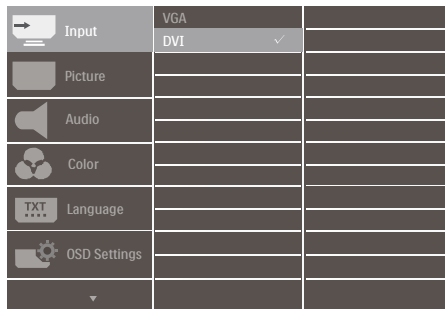 Input
VGA
DVI ✓
Picture
Audio
Color
TXT
Language
OSD Settings